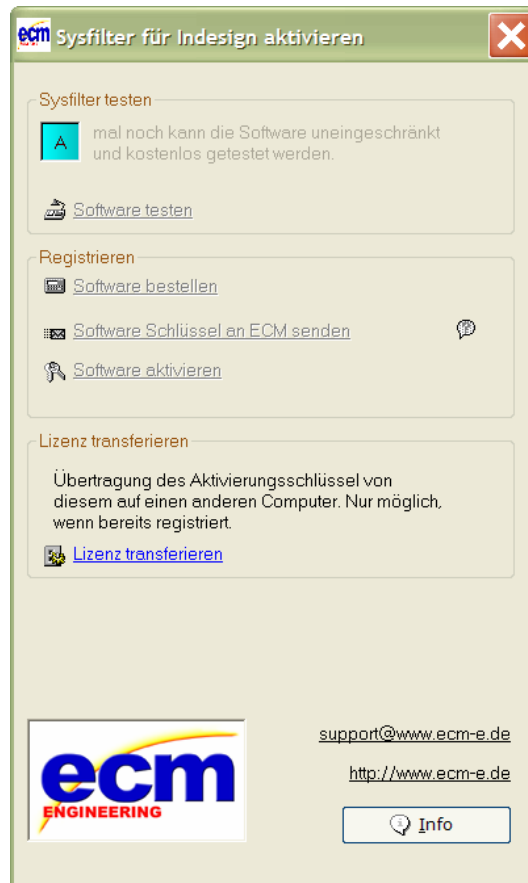 ecm Sysfilter für Indesign aktivieren
Sysfilter testen
A
mal noch kann die Software uneingeschränkt
und kostenlos getestet werden.
Software testen
Registrieren
Software bestellen
Software Schlüssel an ECM senden
Software aktivieren
Lizenz transferieren
Übertragung des Aktivierungsschlüssel von
diesem auf einen anderen Computer. Nur möglich,
wenn bereits registriert.
Lizenz transferieren
ecm
ENGINEERING
support@www.ecm-e.de
http://www.ecm-e.de
Info